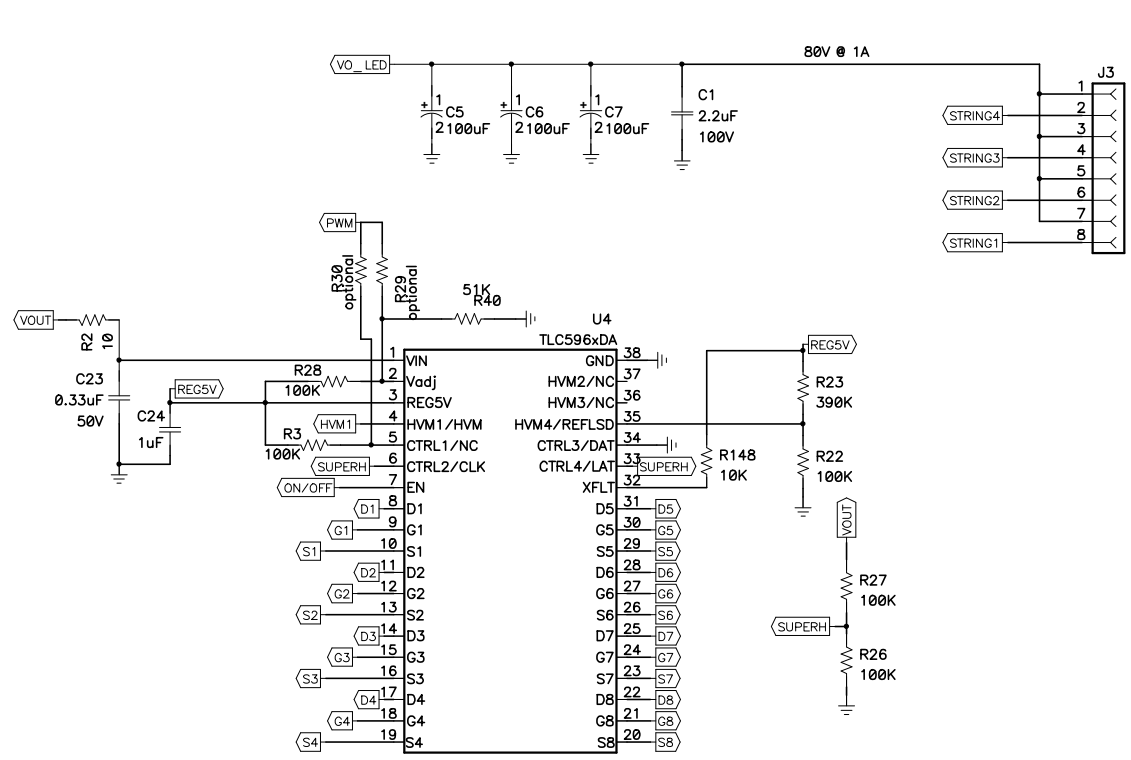 80V @ 1A
VO_LED
J3
1
C5
2 100uF
1
C6
2 100uF
1
C7
2 100uF
C1
2.2uF
100V
1
STRING4 2
3
STRING3 4
5
STRING2 6
7
STRING1 8
PWM
R30
optional
R29
optional
51K
R40
VOUT
R2
10
U4
TLC596xDA
REG5V
C23
0.33uF
50V
REG5V
C24
1uF
R28
100K
R3
100K
R23
390K
R148
10K
R22
100K
1 VIN GND 38
2 Vadj HVM2/NC 37
3 REG5V HVM3/NC 36
HVM1 4 HVM1/HVM HVM4/REFLSD 35
5 CTRL1/NC CTRL3/DAT 34
SUPERH 6 CTRL2/CLK CTRL4/LAT 33 SUPERH
ON/OFF 7 EN XFLT 32
D1 8 D1 D5 31 D5
G1 9 G1 G5 30 G5
S1 10 S1 S5 29 S5
D2 11 D2 D6 28 D6
G2 12 G2 G6 27 G6
S2 13 S2 S6 26 S6
D3 14 D3 D7 25 D7
G3 15 G3 G7 24 G7
S3 16 S3 S7 23 S7
D4 17 D4 D8 22 D8
G4 18 G4 G8 21 G8
S4 19 S4 S8 20 S8
VOUT
R27
100K
SUPERH
R26
100K